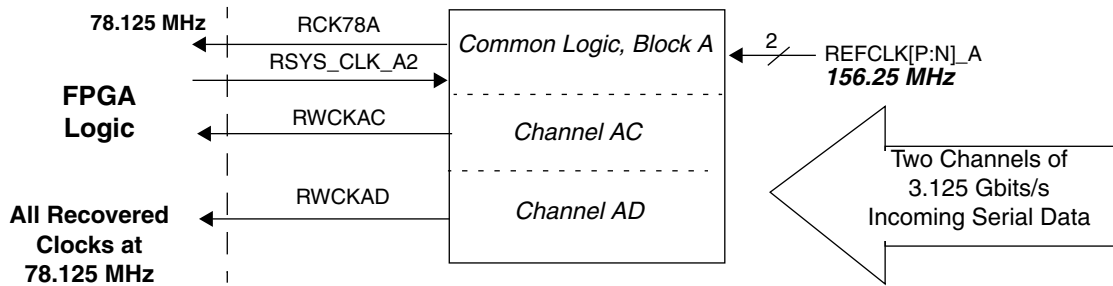 78.125 MHz
RCK78A
Common Logic, Block A
2
REFCLK[P:N]_A
156.25 MHz
RSYS_CLK_A2
FPGA
Logic
RWCKAC
Channel AC
Two Channels of
3.125 Gbits/s
Incoming Serial Data
RWCKAD
Channel AD
All Recovered
Clocks at
78.125 MHz